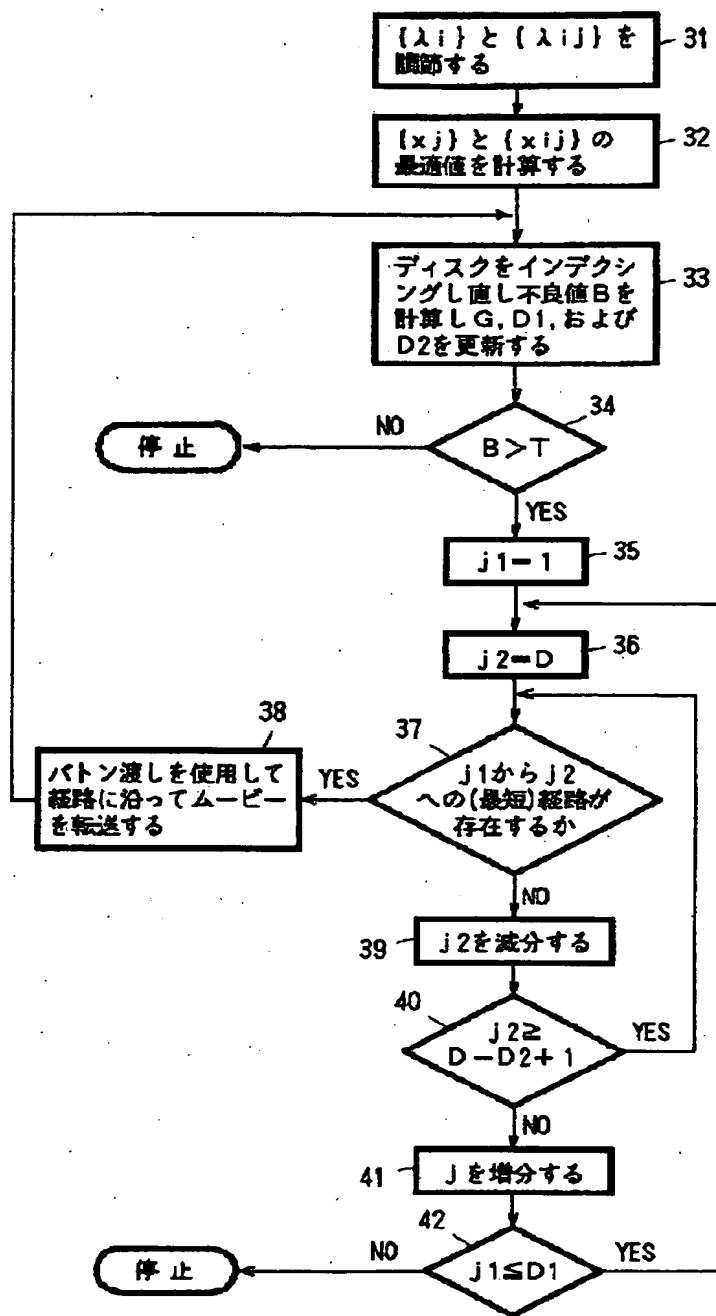 {λi}と{λij}を
調節する
31
{xj}と{xij}の
最適値を計算する
32
ディスクをインデクシ
ングし直し不良値Bを
計算しG,D1,および
D2を更新する
33
34
B>T
NO
停止
YES
j1=1
35
j2=D
36
37
j1からj2
への(最短)経路が
存在するか
YES
38
バトン渡しを使用して
経路に沿ってムービー
を転送する
NO
39
j2を減分する
40
j2≧
D-D2+1
YES
NO
41
jを増分する
42
j1≦D1
NO
YES
停止